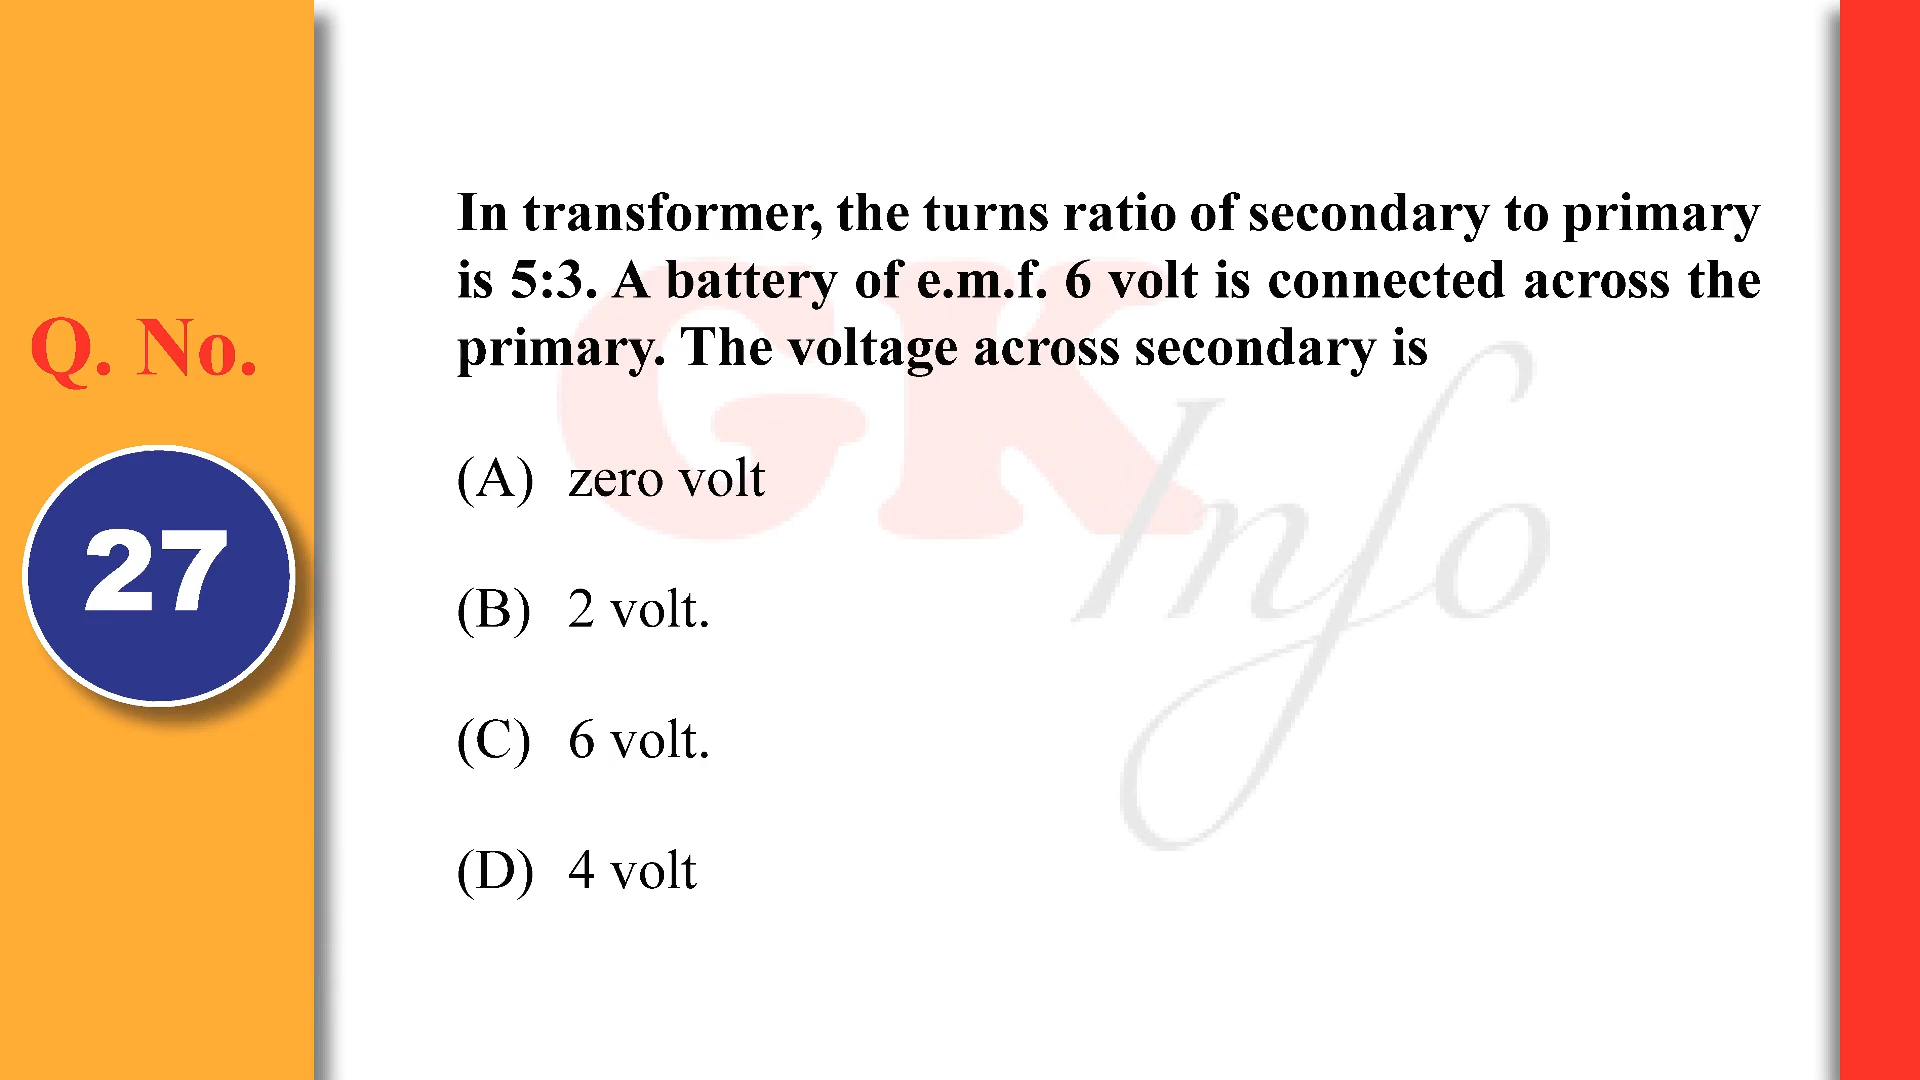 Q. No.
27
In transformer, the turns ratio of secondary to primary
is 5:3. A battery of e.m.f. 6 volt is connected across the
primary. The voltage across secondary is
(A) zero volt
(B) 2 volt.
(C) 6 volt.
(D) 4 volt
GK
Info